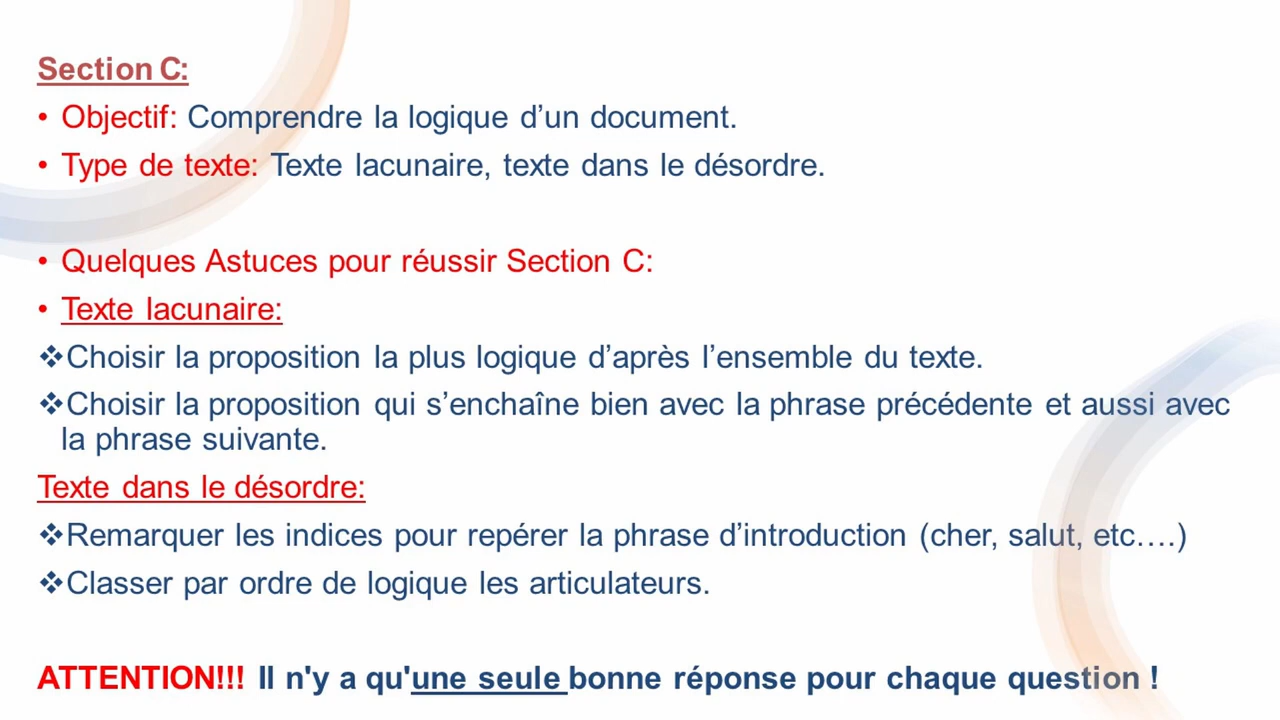 Section C:
• Objectif: Comprendre la logique d’un document.
• Type de texte: Texte lacunaire, texte dans le désordre.
• Quelques Astuces pour réussir Section C:
• Texte lacunaire:
❖Choisir la proposition la plus logique d’après l’ensemble du texte.
❖Choisir la proposition qui s’enchaîne bien avec la phrase précédente et aussi avec
la phrase suivante.
Texte dans le désordre:
❖Remarquer les indices pour repérer la phrase d’introduction (cher, salut, etc….)
❖Classer par ordre de logique les articulateurs.
ATTENTION!!! Il n'y a qu'une seule bonne réponse pour chaque question !